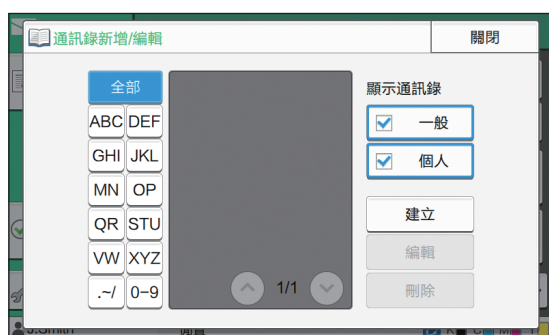 通訊錄新增/編輯
關閉
全部
ABC DEF
GHI JKL
MN OP
QR STU
VW XYZ
.~/ 0–9
1/1
顯示通訊錄
一般
個人
建立
編輯
刪除
J.Smith